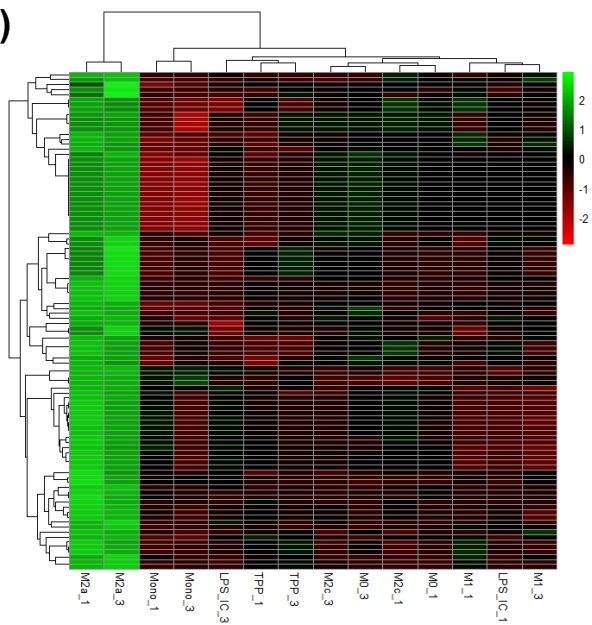 )
2
1
0
-1
-2
M2a_1
M2a_3
Mono_1
Mono_3
LPS_IC_3
TPP_1
TPP_3
M2c_3
M0_3
M2c_1
M0_1
M1_1
LPS_IC_1
M1_3